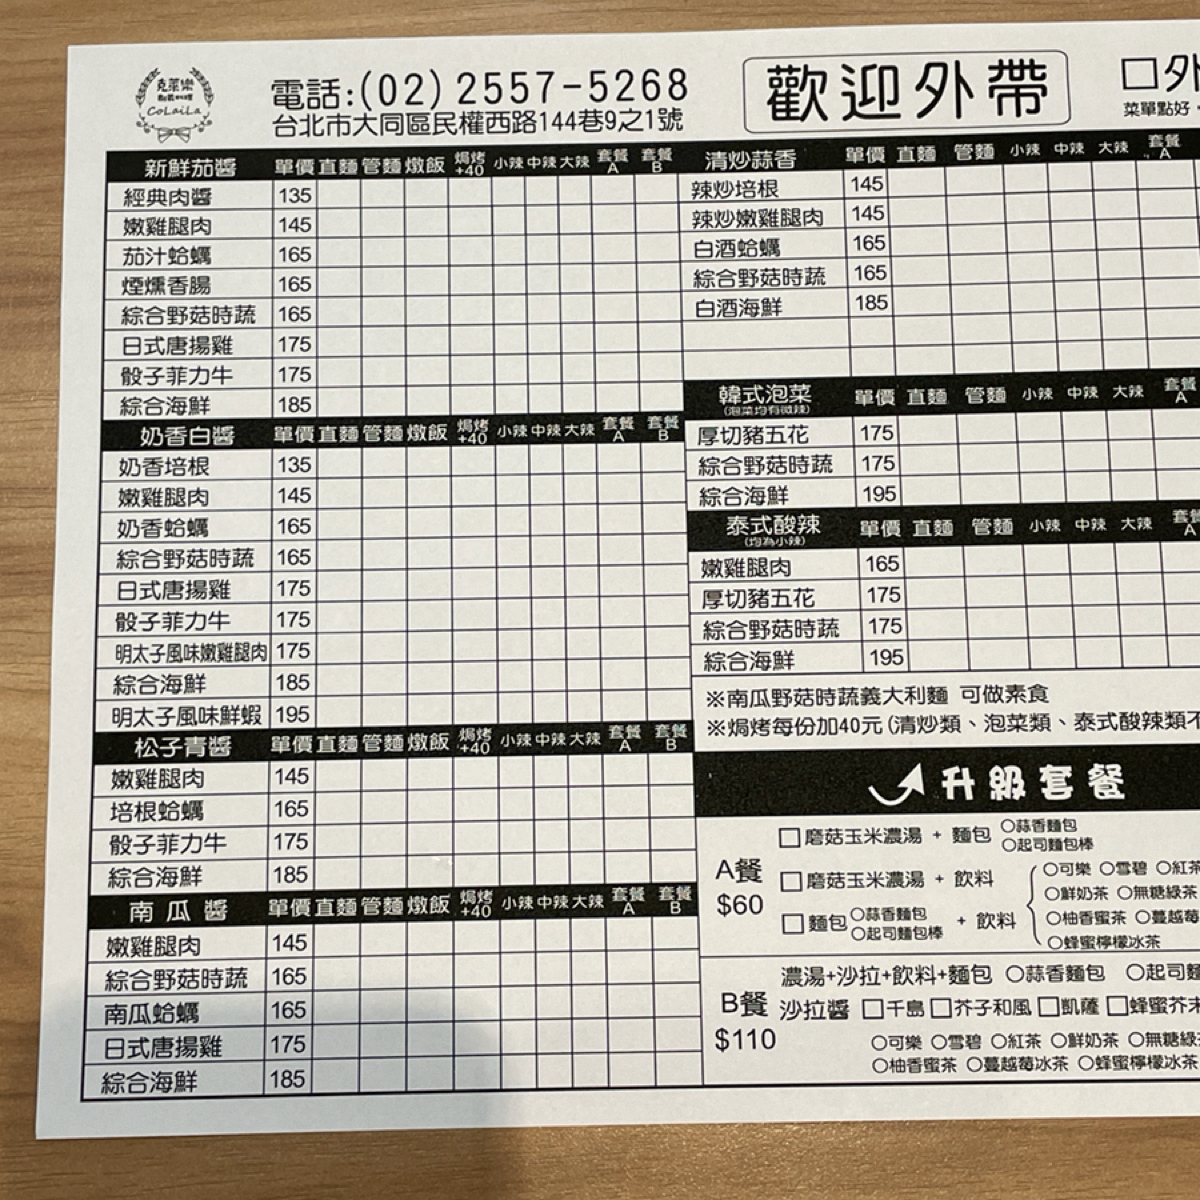 克萊樂
CoLaiLa
電話:(02)2557-5268
台北市大同區民權西路144巷9之1號
歡迎外帶
□外
菜單點好
新鮮茄醬 單價 直麵 管麵 燉飯 焗烤+40 小辣 中辣 大辣 套餐A 套餐B
經典肉醬 135
嫩雞腿肉 145
茄汁蛤蠣 165
煙燻香腸 165
綜合野菇時蔬 165
日式唐揚雞 175
骰子菲力牛 175
綜合海鮮 185
奶香白醬 單價 直麵 管麵 燉飯 焗烤+40 小辣 中辣 大辣 套餐A 套餐B
奶香培根 135
嫩雞腿肉 145
奶香蛤蠣 165
綜合野菇時蔬 165
日式唐揚雞 175
骰子菲力牛 175
明太子風味嫩雞腿肉 175
綜合海鮮 185
明太子風味鮮蝦 195
松子青醬 單價 直麵 管麵 燉飯 焗烤+40 小辣 中辣 大辣 套餐A 套餐B
嫩雞腿肉 145
培根蛤蠣 165
骰子菲力牛 175
綜合海鮮 185
南瓜醬 單價 直麵 管麵 燉飯 焗烤+40 小辣 中辣 大辣 套餐A 套餐B
嫩雞腿肉 145
綜合野菇時蔬 165
南瓜蛤蠣 165
日式唐揚雞 175
綜合海鮮 185
清炒蒜香 單價 直麵 管麵 小辣 中辣 大辣 套餐A
辣炒培根 145
辣炒嫩雞腿肉 145
白酒蛤蠣 165
綜合野菇時蔬 165
白酒海鮮 185
韓式泡菜 單價 直麵 管麵 小辣 中辣 大辣 套餐A
(泡菜均有微辣)
厚切豬五花 175
綜合野菇時蔬 175
綜合海鮮 195
泰式酸辣 單價 直麵 管麵 小辣 中辣 大辣 套餐A
(均為小辣)
嫩雞腿肉 165
厚切豬五花 175
綜合野菇時蔬 175
綜合海鮮 195
※南瓜野菇時蔬義大利麵 可做素食
※焗烤每份加40元(清炒類、泡菜類、泰式酸辣類不
升級套餐
A餐
$60
□磨菇玉米濃湯 + 麵包 ○蒜香麵包
○起司麵包棒
□磨菇玉米濃湯 + 飲料
□麵包 ○蒜香麵包
○起司麵包棒 + 飲料
○可樂 ○雪碧 ○紅茶
○鮮奶茶 ○無糖綠茶
○柚香蜜茶 ○蔓越莓
○蜂蜜檸檬冰茶
B餐
$110
濃湯+沙拉+飲料+麵包 ○蒜香麵包 ○起司麵
沙拉醬 □千島 □芥子和風 □凱薩 □蜂蜜芥末
○可樂 ○雪碧 ○紅茶 ○鮮奶茶 ○無糖綠
○柚香蜜茶 ○蔓越莓冰茶 ○蜂蜜檸檬冰茶